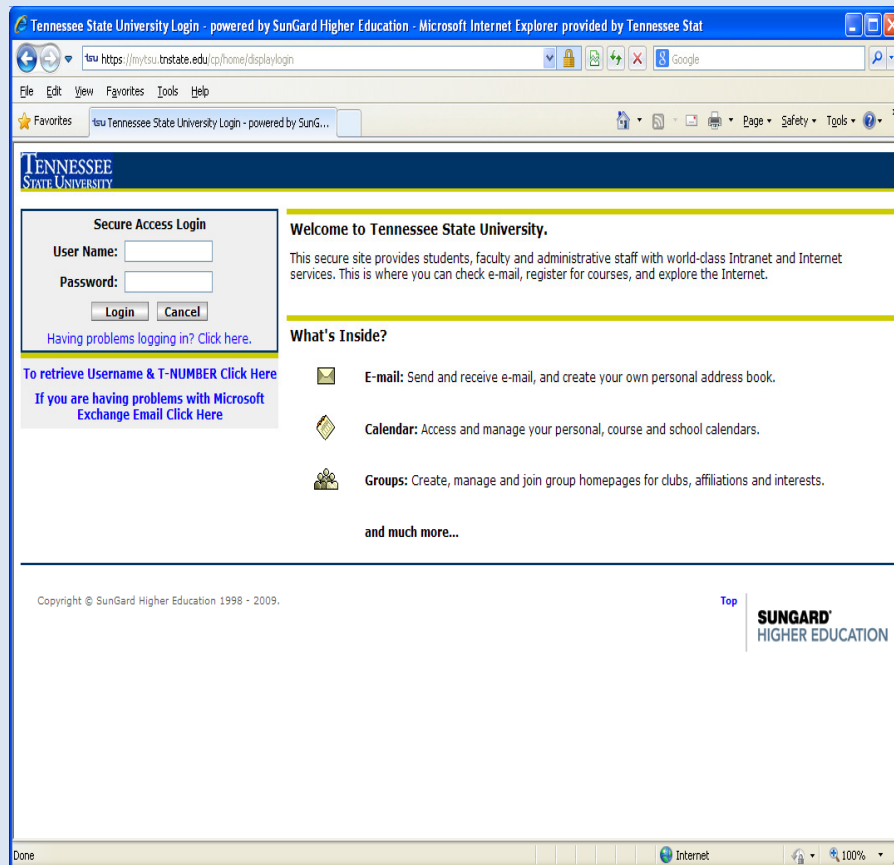 Tennessee State University Login - powered by SunGard Higher Education - Microsoft Internet Explorer provided by Tennessee Stat
tsu https://mytsu.tnstate.edu/cp/home/displaylogin
Google
File Edit View Favorites Tools Help
Favorites
tsu Tennessee State University Login - powered by SunG...
Page Safety Tools
TENNESSEE
STATE UNIVERSITY
Secure Access Login
User Name:
Password:
Login Cancel
Having problems logging in? Click here.
To retrieve Username & T-NUMBER Click Here
If you are having problems with Microsoft
Exchange Email Click Here
Welcome to Tennessee State University.
This secure site provides students, faculty and administrative staff with world-class Intranet and Internet
services. This is where you can check e-mail, register for courses, and explore the Internet.
What's Inside?
E-mail: Send and receive e-mail, and create your own personal address book.
Calendar: Access and manage your personal, course and school calendars.
Groups: Create, manage and join group homepages for clubs, affiliations and interests.
and much more...
Copyright © SunGard Higher Education 1998 - 2009.
Top
SUNGARD'
HIGHER EDUCATION
Done
Internet
100%